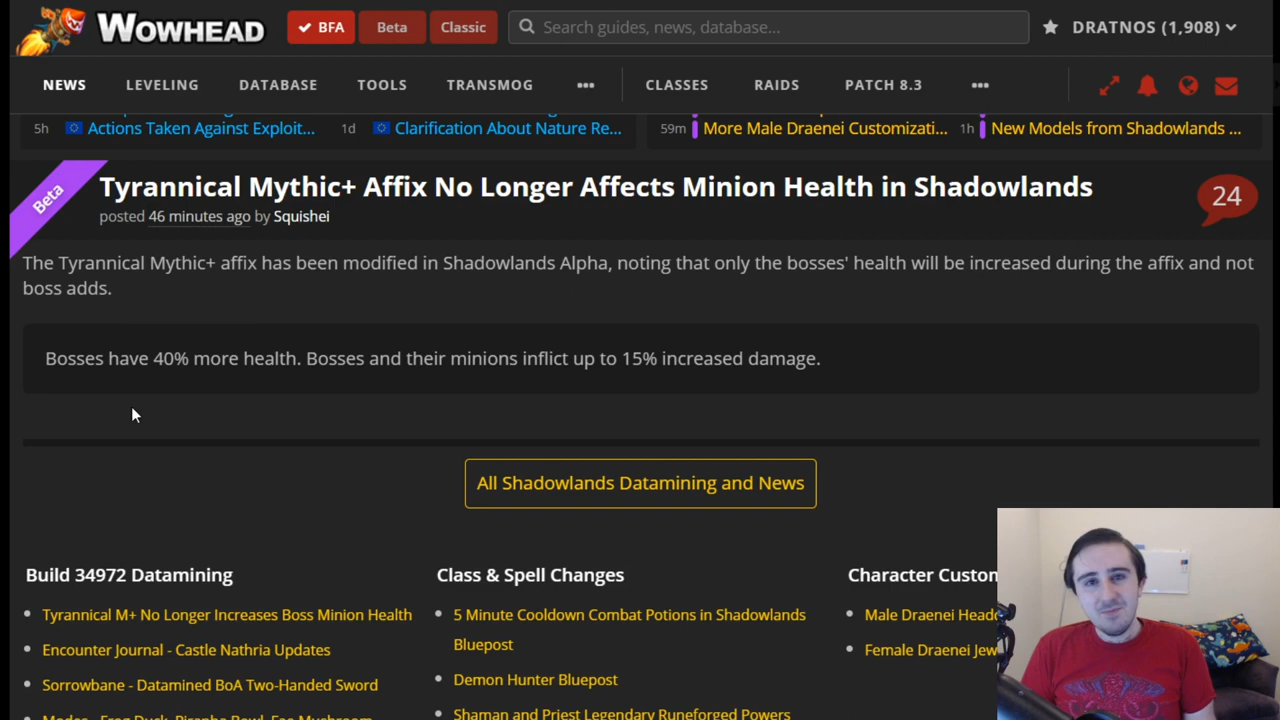 WOWHEAD
BFA
Beta
Classic
Search guides, news, database...
DRATNOS (1,908)
NEWS LEVELING DATABASE TOOLS TRANSMOG ••• CLASSES RAIDS PATCH 8.3 •••
5h Actions Taken Against Exploit... 1d Clarification About Nature Re... 59m More Male Draenei Customizati... 1h New Models from Shadowlands ...
Beta
Tyrannical Mythic+ Affix No Longer Affects Minion Health in Shadowlands
posted 46 minutes ago by Squishei
24
The Tyrannical Mythic+ affix has been modified in Shadowlands Alpha, noting that only the bosses' health will be increased during the affix and not
boss adds.
Bosses have 40% more health. Bosses and their minions inflict up to 15% increased damage.
All Shadowlands Datamining and News
Build 34972 Datamining
Tyrannical M+ No Longer Increases Boss Minion Health
Encounter Journal - Castle Nathria Updates
Sorrowbane - Datamined BoA Two-Handed Sword
Class & Spell Changes
5 Minute Cooldown Combat Potions in Shadowlands
Bluepost
Demon Hunter Bluepost
Shaman and Priest Legendary Runeforged Powers
Character Custon
Male Draenei Head
Female Draenei Jew